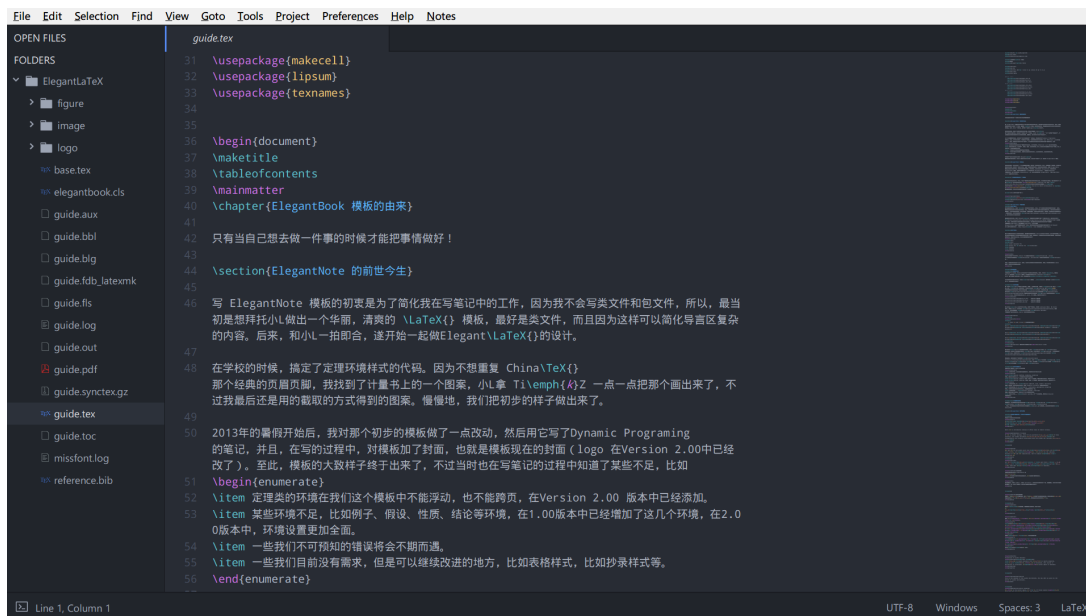 File Edit Selection Find View Goto Tools Project Preferences Help Notes
OPEN FILES
FOLDERS
ElegantLaTeX
figure
image
logo
base.tex
elegantbook.cls
guide.aux
guide.bbl
guide.blg
guide.fdb_latexmk
guide.fls
guide.log
guide.out
guide.pdf
guide.synctex.gz
guide.tex
guide.toc
missfont.log
reference.bib
guide.tex
31 \usepackage{makecell}
32 \usepackage{lipsum}
33 \usepackage{texnames}
34
35
36 \begin{document}
37 \maketitle
38 \tableofcontents
39 \mainmatter
40 \chapter{ElegantBook 模板的由来}
41
42 只有当自己想去做一件事的时候才能把事情做好！
43
44 \section{ElegantNote 的前世今生}
45
46 写 ElegantNote 模板的初衷是为了简化我在写笔记中的工作，因为我不会写类文件和包文件，所以，最当
初是想拜托小L做出一个华丽，清爽的 \LaTeX{} 模板，最好是类文件，而且因为这样可以简化导言区复杂
的内容。后来，和小L一拍即合，遂开始一起做Elegant\LaTeX{}的设计。
47
48 在学校的时候，搞定了定理环境样式的代码。因为不想重复 China\TeX{}
那个经典的页眉页脚，我找到了计量书上的一个图案，小L拿 Ti\emph{k}Z 一点一点把那个画出来了，不
过我最后还是用的截取的方式得到的图案。慢慢地，我们把初步的样子做出来了。
49
50 2013年的暑假开始后，我对那个初步的模板做了一点改动，然后用它写了Dynamic Programing
的笔记，并且，在写的过程中，对模板加了封面，也就是模板现在的封面（logo 在Version 2.00中已经
改了）。至此，模板的大致样子终于出来了，不过当时也在写笔记的过程中知道了某些不足，比如
51 \begin{enumerate}
52 \item 定理类的环境在我们这个模板中不能浮动，也不能跨页，在Version 2.00 版本中已经添加。
53 \item 某些环境不足，比如例子、假设、性质、结论等环境，在1.00版本中已经增加了这几个环境，在2.0
0版本中，环境设置更加全面。
54 \item 一些我们不可预知的错误将会不期而遇。
55 \item 一些我们目前没有需求，但是可以继续改进的地方，比如表格样式，比如抄录样式等。
56 \end{enumerate}
Line 1, Column 1
UTF-8 Windows Spaces: 3 LaTeX